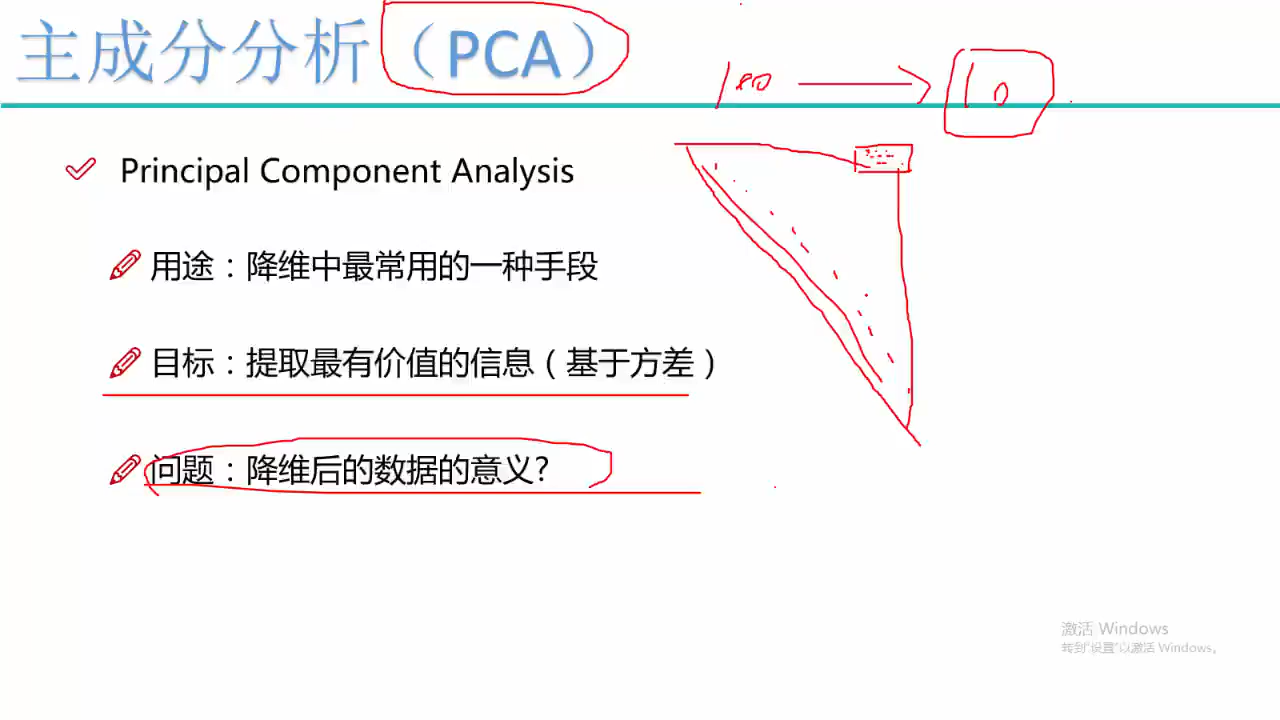 主成分分析（PCA）
100 → 10
Principal Component Analysis
用途：降维中最常用的一种手段
目标：提取最有价值的信息（基于方差）
问题：降维后的数据的意义?
激活 Windows
转到"设置"以激活 Windows。